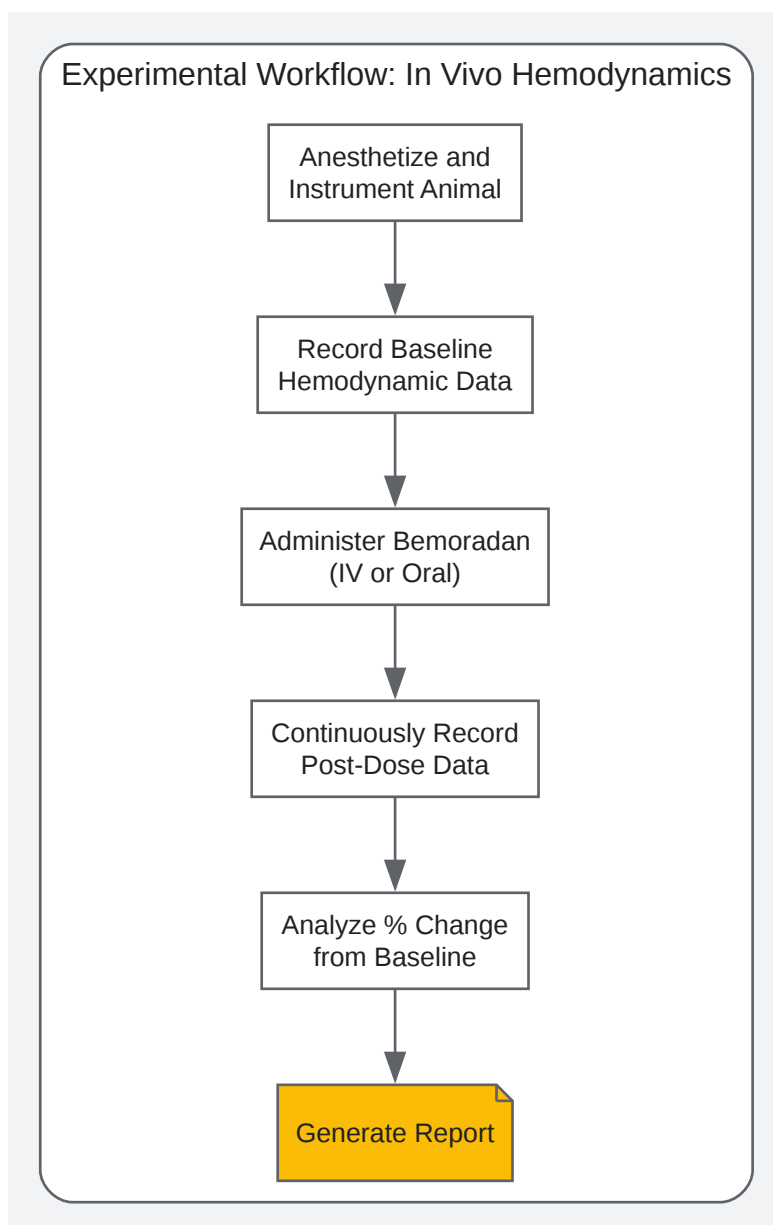 Experimental Workflow: In Vivo Hemodynamics
Anesthetize and
Instrument Animal
Record Baseline
Hemodynamic Data
Administer Bemoradan
(IV or Oral)
Continuously Record
Post-Dose Data
Analyze % Change
from Baseline
Generate Report